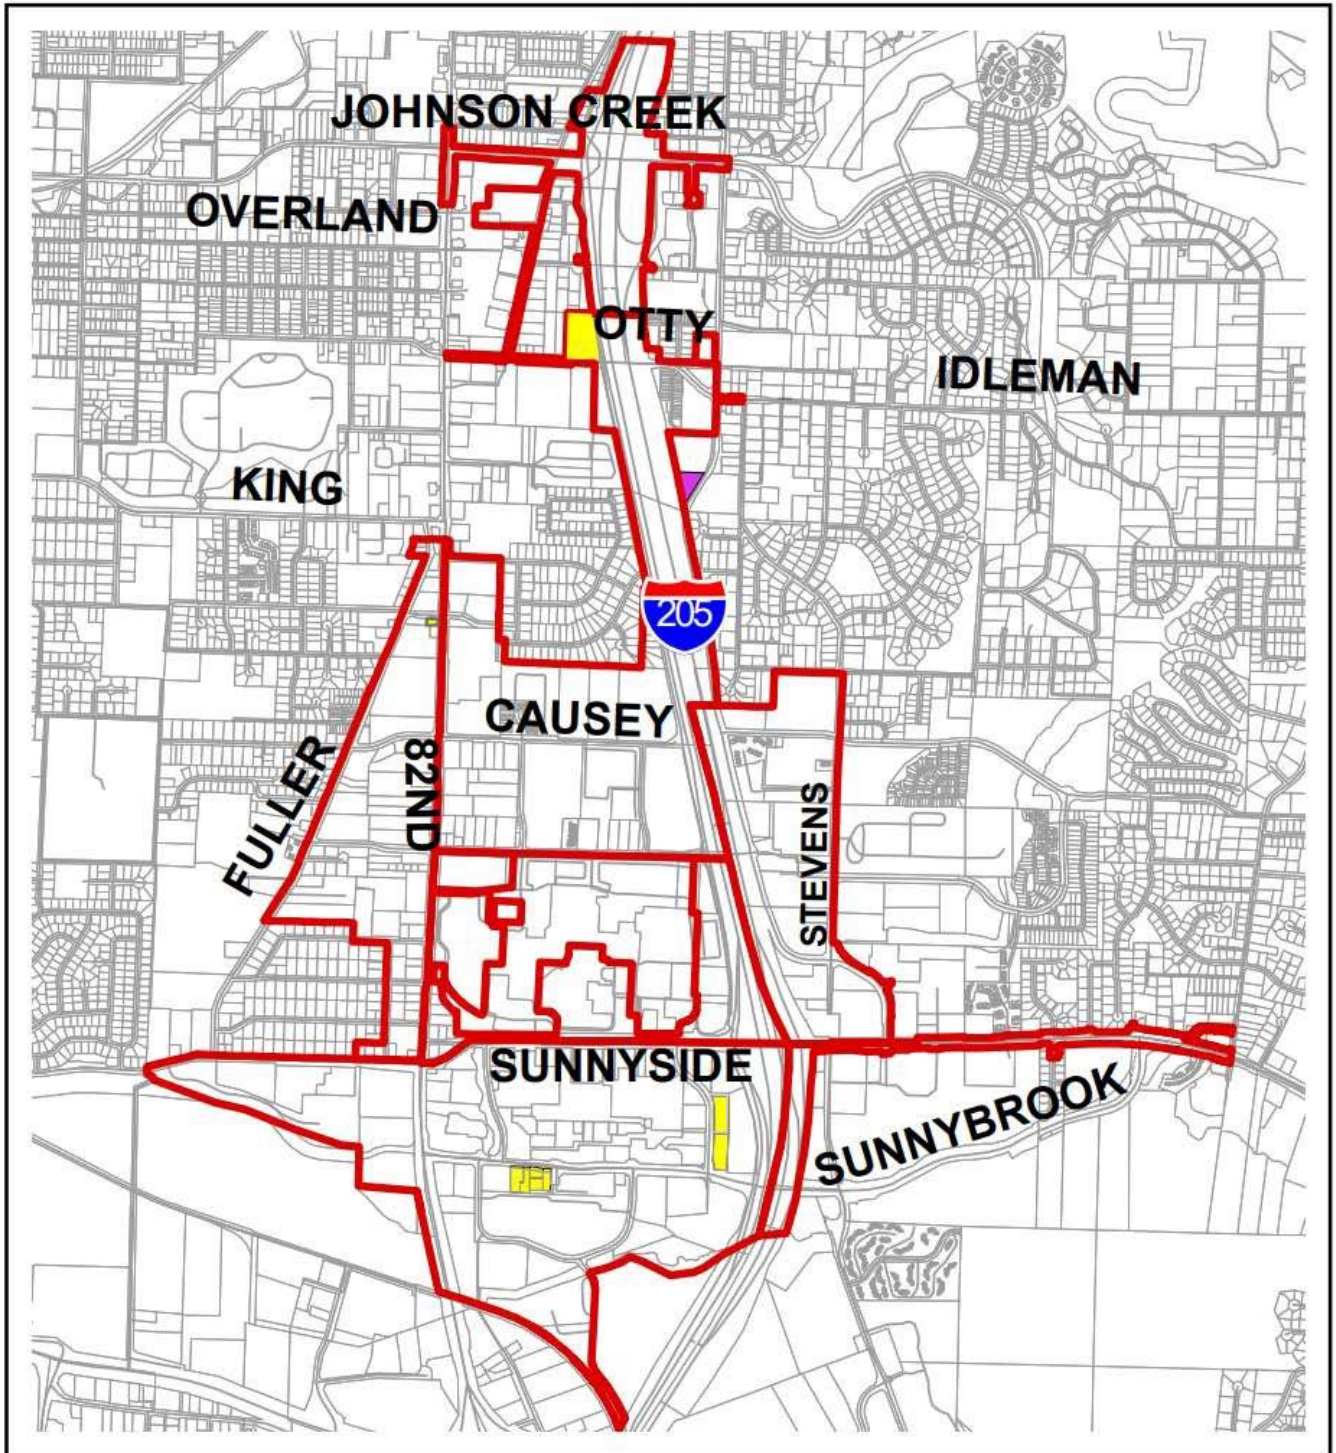 JOHNSON CREEK
OVERLAND
OTTY
IDLEMAN
KING
205
CAUSEY
FULLER
82ND
STEVENS
SUNNYSIDE
SUNNYBROOK